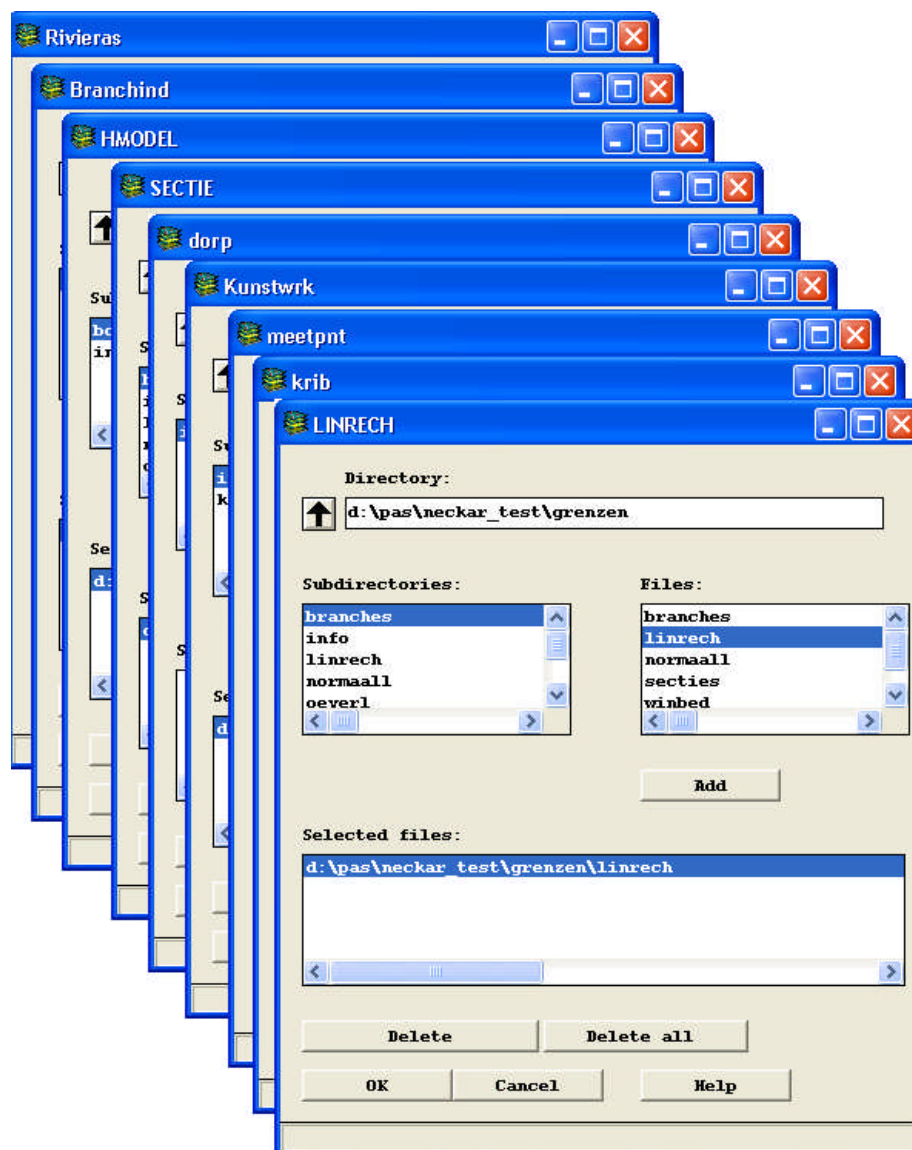 Rivieras
Branchind
HMODEL
SECTIE
dorp
Kunstwrk
meetpnt
krib
LINRECH
Directory:
d:\pas\neckar_test\grenzen
Subdirectories:
branches
info
linrech
normaall
oeverl
Files:
branches
linrech
normaall
secties
winbed
Add
Selected files:
d:\pas\neckar_test\grenzen\linrech
Delete
Delete all
OK
Cancel
Help